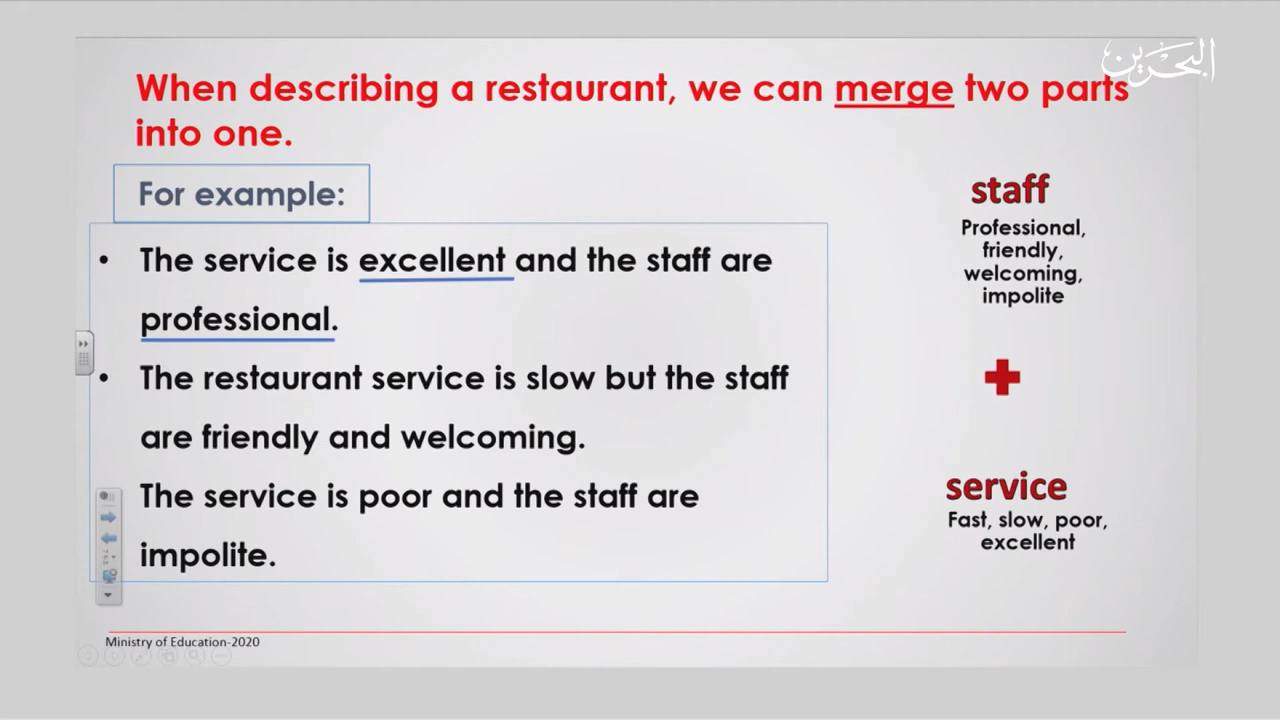 البحرين
When describing a restaurant, we can merge two parts
into one.
For example:
• The service is excellent and the staff are
professional.
• The restaurant service is slow but the staff
are friendly and welcoming.
The service is poor and the staff are
impolite.
staff
Professional,
friendly,
welcoming,
impolite
service
Fast, slow, poor,
excellent
Ministry of Education-2020